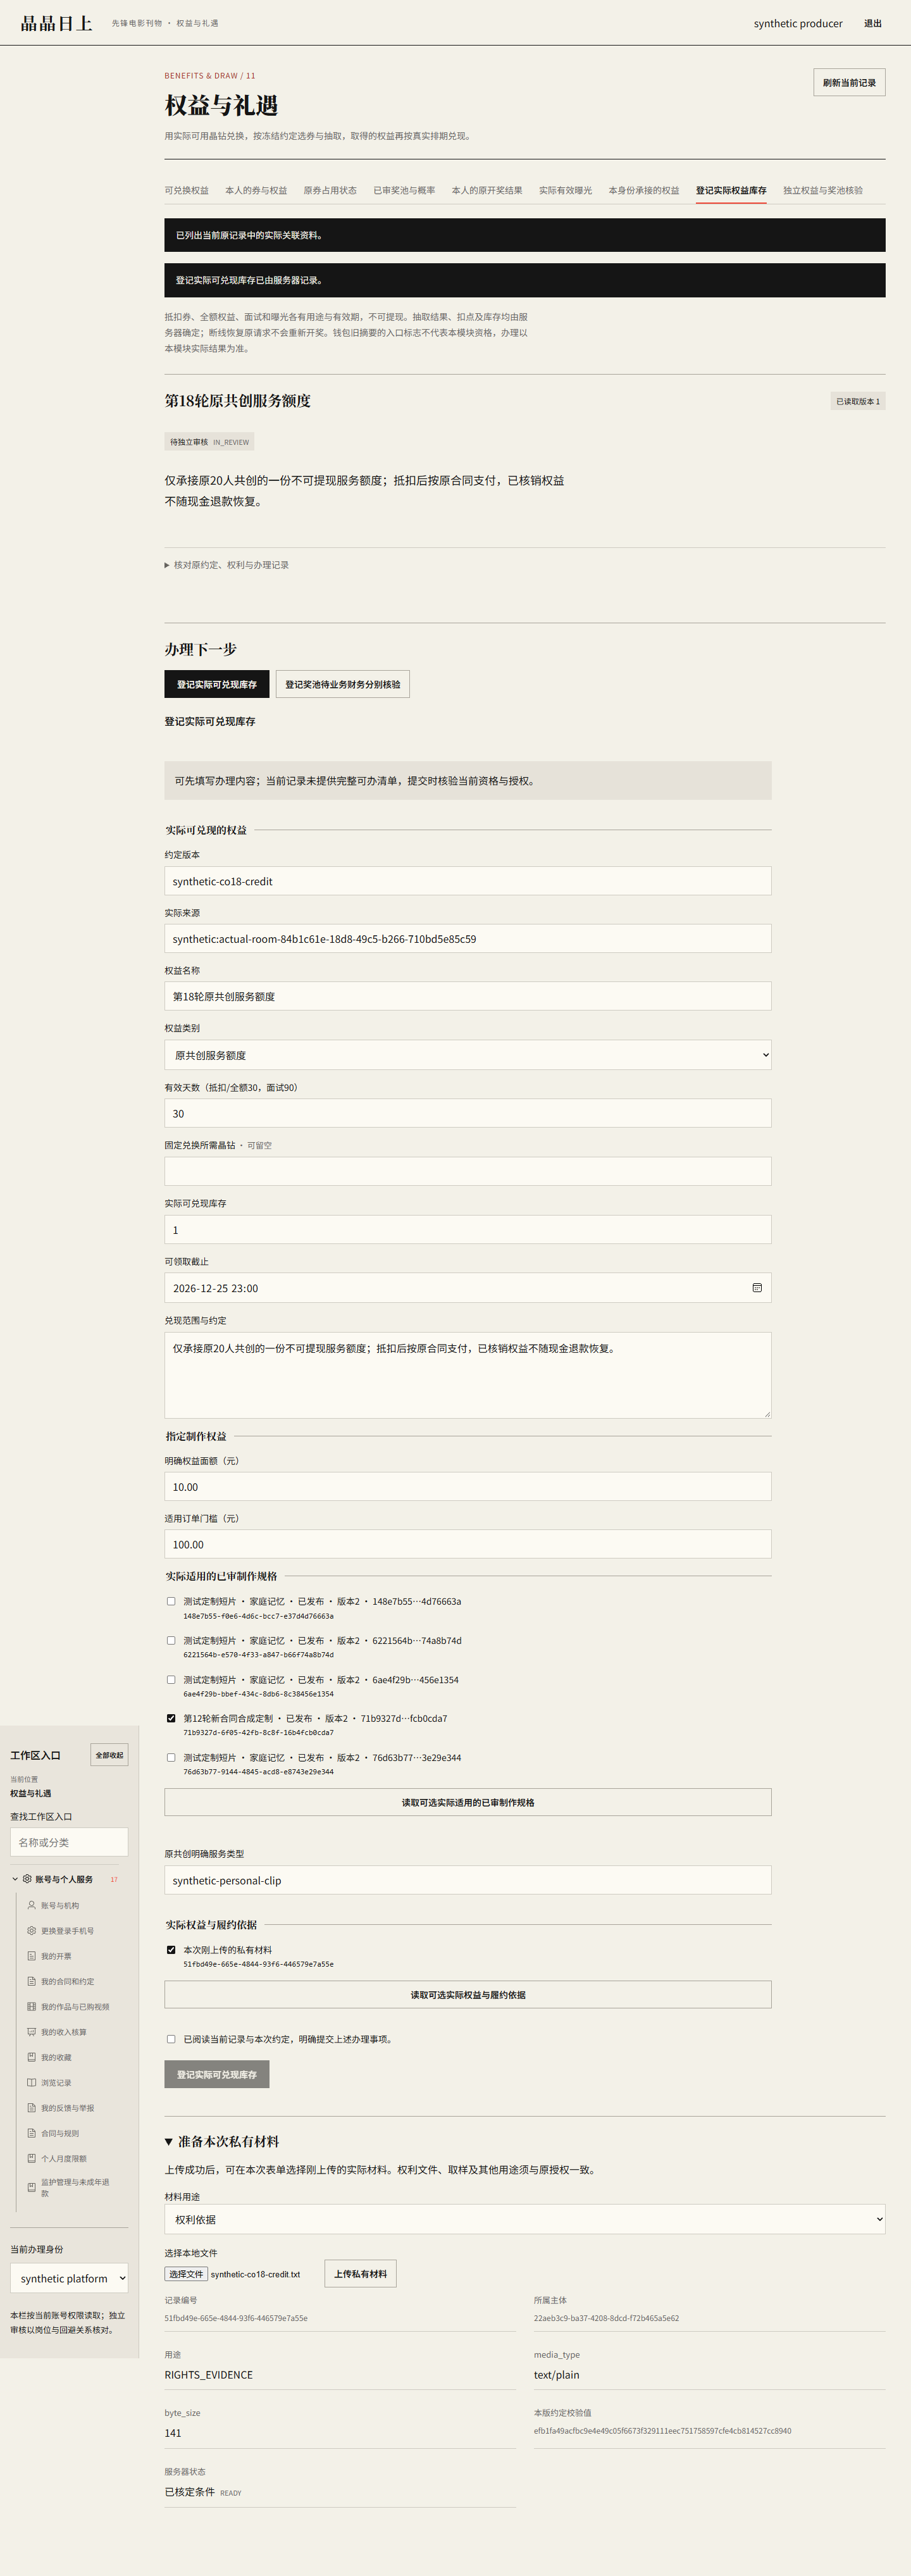 晶晶日上
先锋电影刊物 · 权益与礼遇
synthetic producer
退出
BENEFITS & DRAW / 11
权益与礼遇
用实际可用晶钻兑换，按冻结约定选券与抽取，取得的权益再按真实排期兑现。
刷新当前记录
可兑换权益
本人的券与权益
原券占用状态
已审奖池与概率
本人的原开奖结果
实际有效曝光
本身份承接的权益
登记实际权益库存
独立权益与奖池核验
已列出当前原记录中的实际关联资料。
登记实际可兑现库存已由服务器记录。
抵扣券、全额权益、面试和曝光各有用途与有效期，不可提现。抽取结果、扣点及库存均由服
务器确定；断线恢复原请求不会重新开奖。钱包旧摘要的入口标志不代表本模块资格，办理以
本模块实际结果为准。
第18轮原共创服务额度
已读取版本 1
待独立审核 IN_REVIEW
仅承接原20人共创的一份不可提现服务额度；抵扣后按原合同支付，已核销权益
不随现金退款恢复。
▶ 核对原约定、权利与办理记录
办理下一步
登记实际可兑现库存
登记奖池待业务财务分别核验
登记实际可兑现库存
可先填写办理内容；当前记录未提供完整可办清单，提交时核验当前资格与授权。
实际可兑现的权益
约定版本
synthetic-co18-credit
实际来源
synthetic:actual-room-84b1c61e-18d8-49c5-b266-710bd5e85c59
权益名称
第18轮原共创服务额度
权益类别
原共创服务额度
有效天数（抵扣/全额30，面试90）
30
固定兑换所需晶钻 · 可留空
实际可兑现库存
1
可领取截止
2026-12-25 23:00
兑现范围与约定
仅承接原20人共创的一份不可提现服务额度；抵扣后按原合同支付，已核销权益不随现金退款恢复。
指定制作权益
明确权益面额（元）
10.00
适用订单门槛（元）
100.00
实际适用的已审制作规格
测试定制短片 · 家庭记忆 · 已发布 · 版本2 · 148e7b55…4d76663a
148e7b55-f0e6-4d6c-bcc7-e37d4d76663a
测试定制短片 · 家庭记忆 · 已发布 · 版本2 · 6221564b…74a8b74d
6221564b-e570-4f33-a847-b66f74a8b74d
测试定制短片 · 家庭记忆 · 已发布 · 版本2 · 6ae4f29b…456e1354
6ae4f29b-bbef-434c-8db6-8c38456e1354
第12轮新合同合成定制 · 已发布 · 版本2 · 71b9327d…fcb0cda7
71b9327d-6f05-42fb-8c8f-16b4fcb0cda7
测试定制短片 · 家庭记忆 · 已发布 · 版本2 · 76d63b77…3e29e344
76d63b77-9144-4845-acd8-e8743e29e344
读取可选实际适用的已审制作规格
原共创明确服务类型
synthetic-personal-clip
实际权益与履约依据
本次刚上传的私有材料
51fbd49e-665e-4844-93f6-446579e7a55e
读取可选实际权益与履约依据
已阅读当前记录与本次约定，明确提交上述办理事项。
登记实际可兑现库存
▼ 准备本次私有材料
上传成功后，可在本次表单选择刚上传的实际材料。权利文件、取样及其他用途须与原授权一致。
材料用途
权利依据
选择本地文件
选择文件 synthetic-co18-credit.txt
上传私有材料
记录编号
51fbd49e-665e-4844-93f6-446579e7a55e
所属主体
22aeb3c9-ba37-4208-8dcd-f72b465a5e62
用途
RIGHTS_EVIDENCE
media_type
text/plain
byte_size
141
本版约定校验值
efb1fa49acfbc9e4e49c05f6673f329111eec751758597cfe4cb814527cc8940
服务器状态
已核定条件 READY
工作区入口
全部收起
当前位置
权益与礼遇
查找工作区入口
名称或分类
账号与个人服务
17
账号与机构
更换登录手机号
我的开票
我的合同和约定
我的作品与已购视频
我的收入核算
我的收藏
浏览记录
我的反馈与举报
合同与规则
个人月度限额
监护管理与未成年退
款
当前办理身份
synthetic platform
本栏按当前账号权限读取；独立
审核以岗位与回避关系核对。